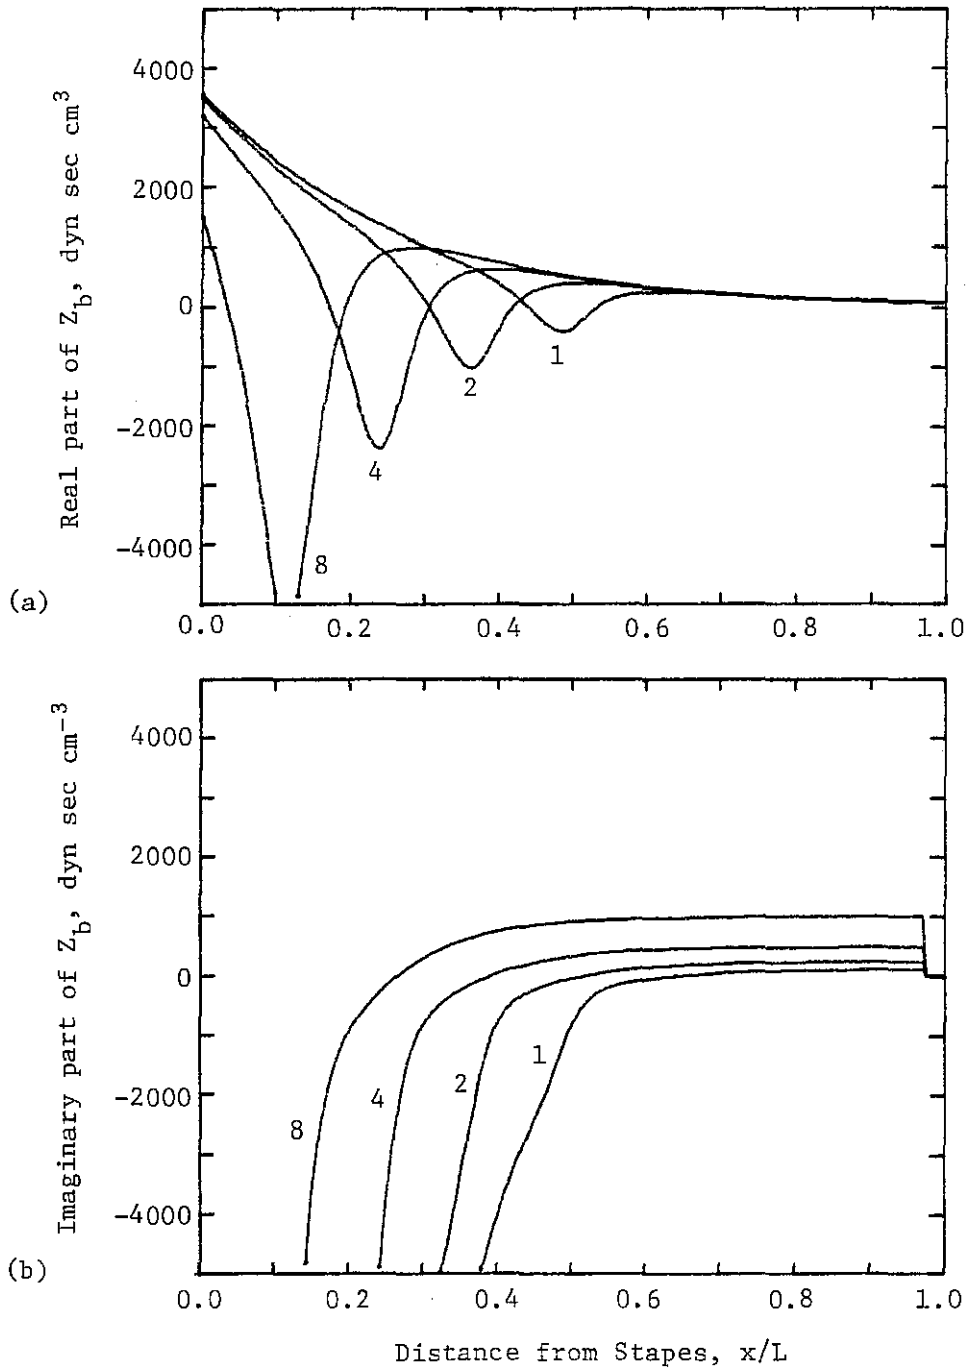 Real part of Z_b, dyn sec cm³
4000
2000
0
-2000
-4000
1
2
4
8
(a)
0.0 0.2 0.4 0.6 0.8 1.0
Imaginary part of Z_b, dyn sec cm⁻³
4000
2000
0
-2000
-4000
1
2
4
8
(b)
0.0 0.2 0.4 0.6 0.8 1.0
Distance from Stapes, x/L